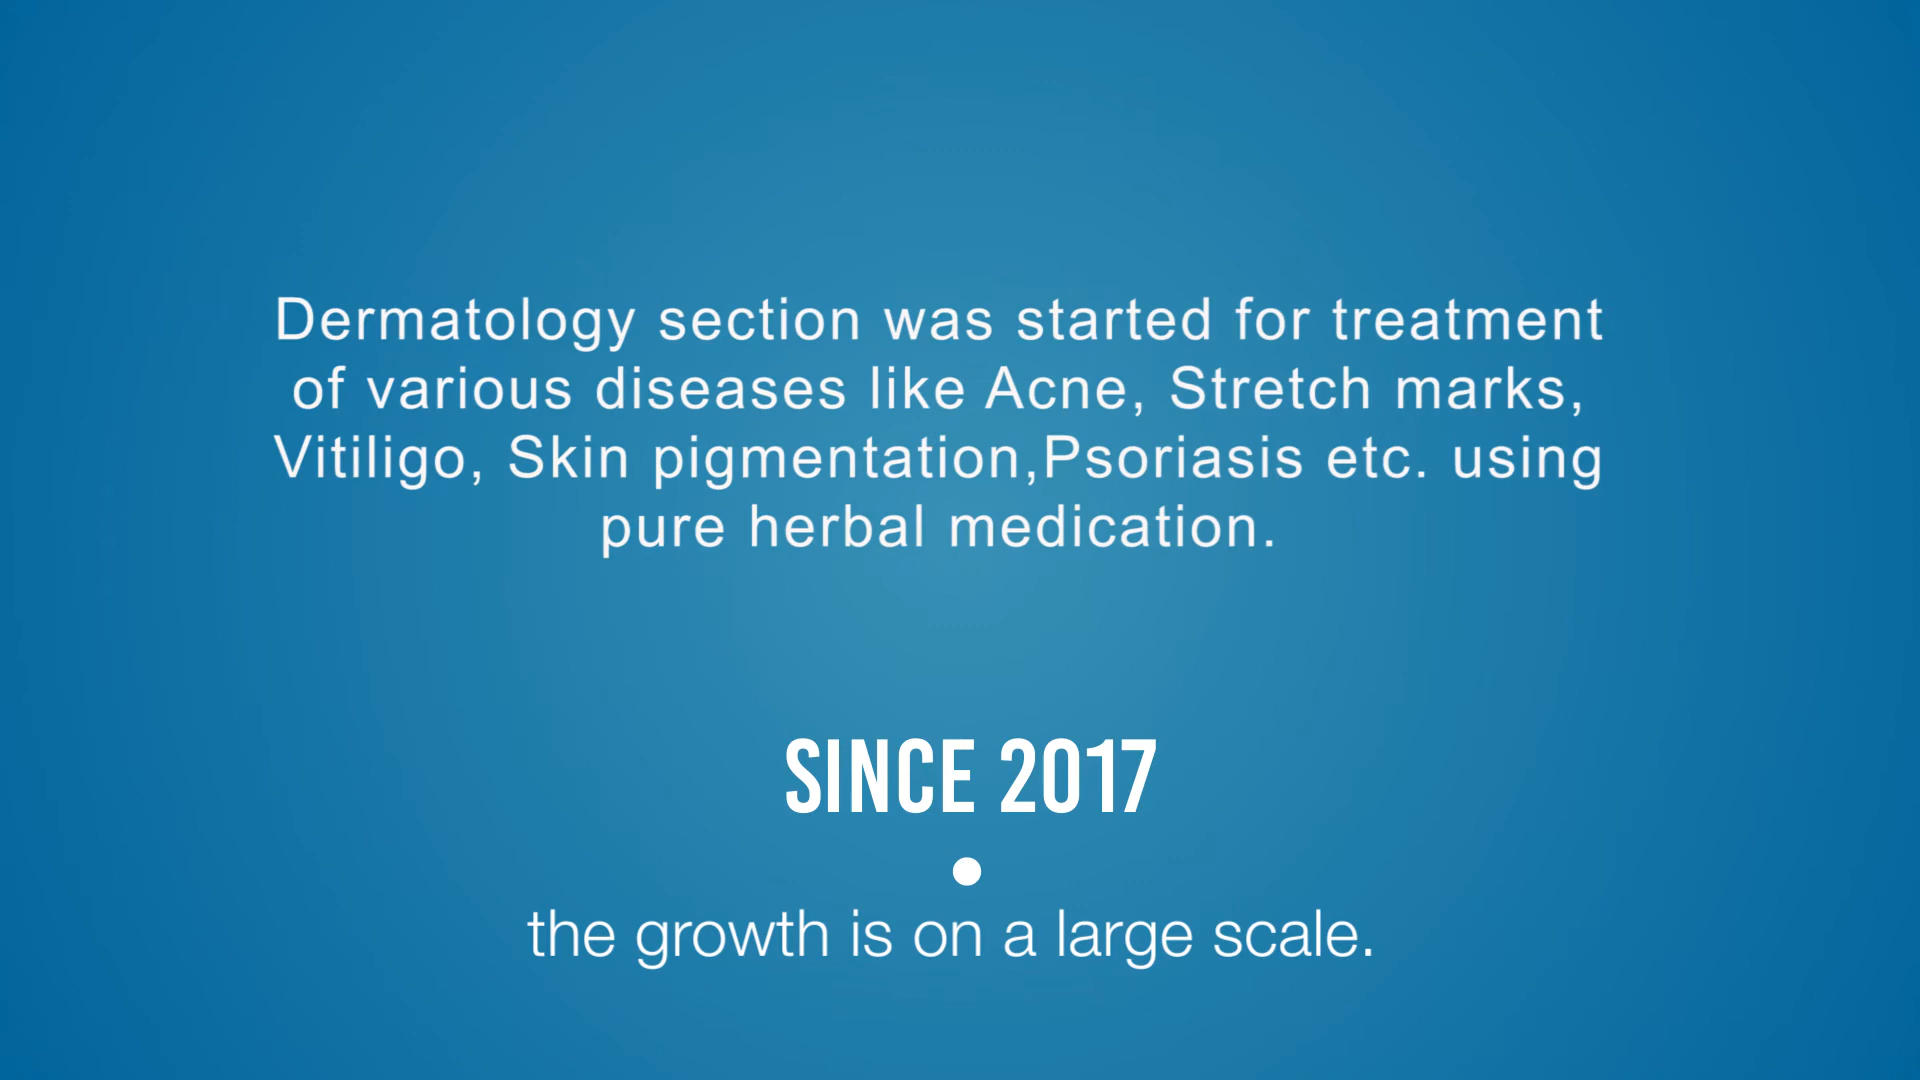 Dermatology section was started for treatment
of various diseases like Acne, Stretch marks,
Vitiligo, Skin pigmentation,Psoriasis etc. using
pure herbal medication.
SINCE 2017
the growth is on a large scale.